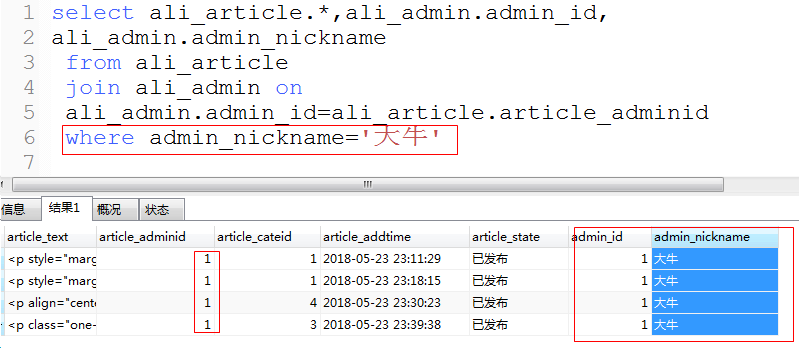 1 select ali_article.*,ali_admin.admin_id,
2 ali_admin.admin_nickname
3 from ali_article
4 join ali_admin on
5 ali_admin.admin_id=ali_article.article_adminid
6 where admin_nickname='大牛'
7
信息 结果1 概况 状态
article_text article_adminid article_cateid article_addtime article_state admin_id admin_nickname
<p style="marg 1 1 2018-05-23 23:11:29 已发布 1 大牛
<p style="marg 1 1 2018-05-23 23:18:15 已发布 1 大牛
<p align="cente 1 4 2018-05-23 23:30:23 已发布 1 大牛
<p class="one- 1 3 2018-05-23 23:39:38 已发布 1 大牛